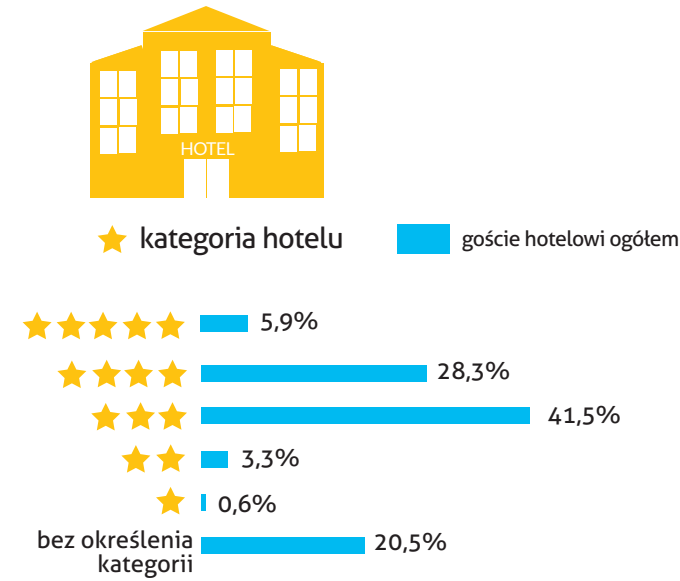 HOTEL
kategoria hotelu
goście hotelowi ogółem
5,9%
28,3%
41,5%
3,3%
0,6%
bez określenia
kategorii
20,5%